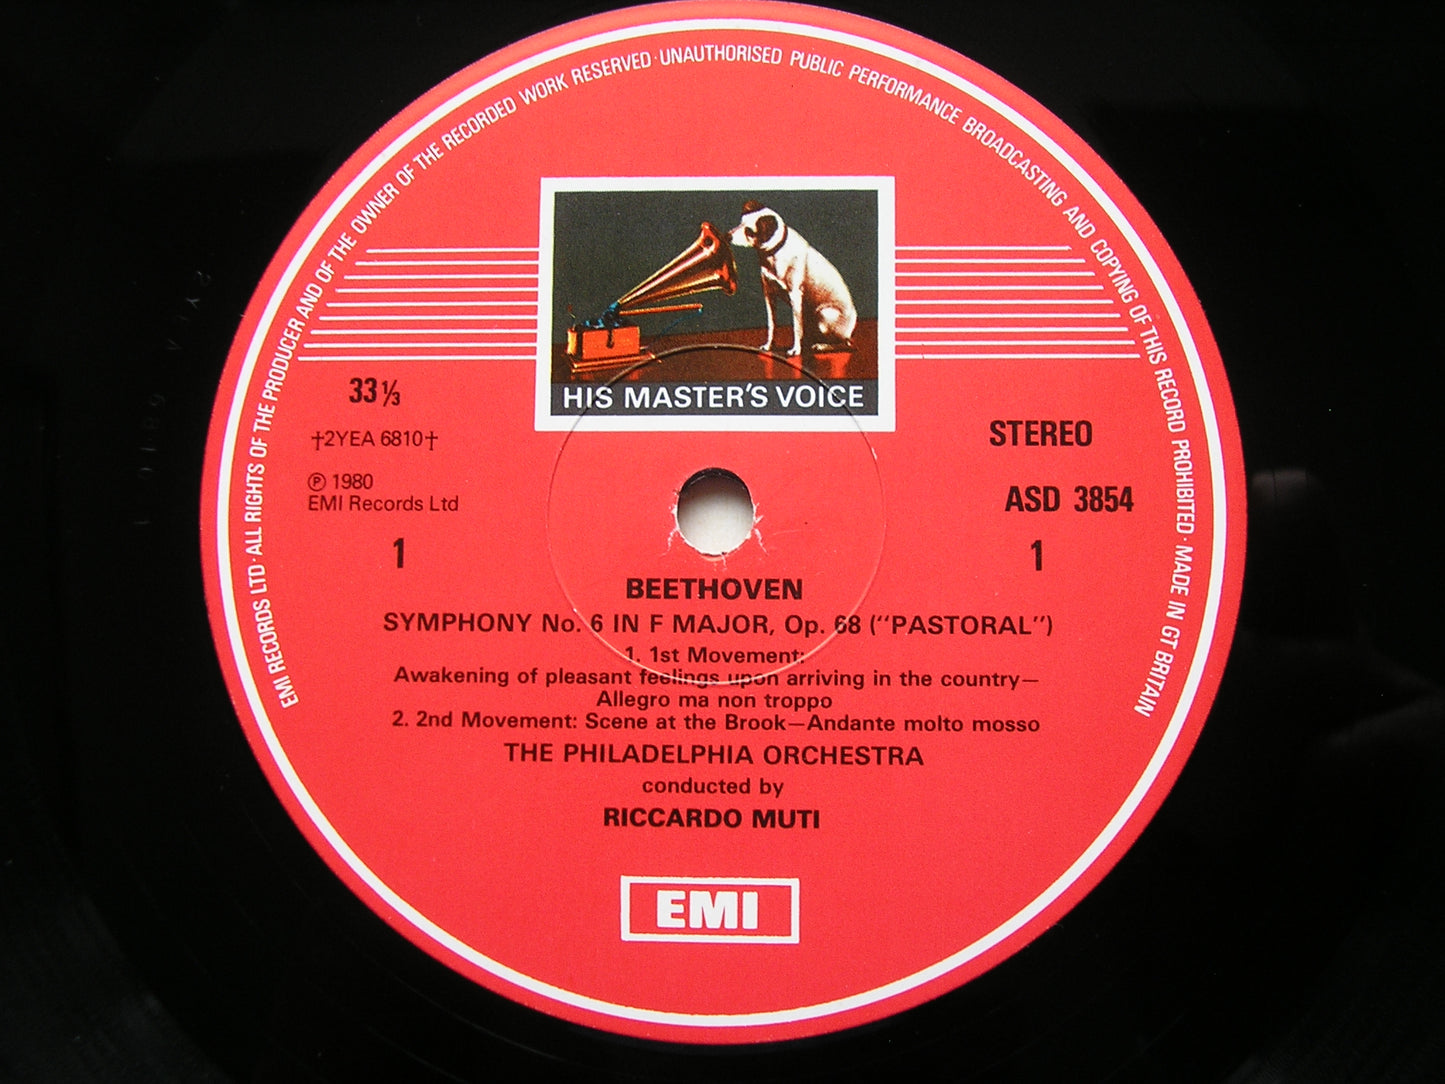 EMI RECORDS LTD · ALL RIGHTS OF THE PRODUCER AND OF THE OWNER OF THE RECORDED WORK RESERVED · UNAUTHORISED PUBLIC PERFORMANCE BROADCASTING AND COPYING OF THIS RECORD PROHIBITED · MADE IN GT BRITAIN
HIS MASTER'S VOICE
33 1/3
†2YEA 6810†
STEREO
℗ 1980
EMI Records Ltd
ASD 3854
1
1
BEETHOVEN
SYMPHONY No. 6 IN F MAJOR, Op. 68 ("PASTORAL")
1. 1st Movement:
Awakening of pleasant feelings upon arriving in the country—
Allegro ma non troppo
2. 2nd Movement: Scene at the Brook—Andante molto mosso
THE PHILADELPHIA ORCHESTRA
conducted by
RICCARDO MUTI
EMI